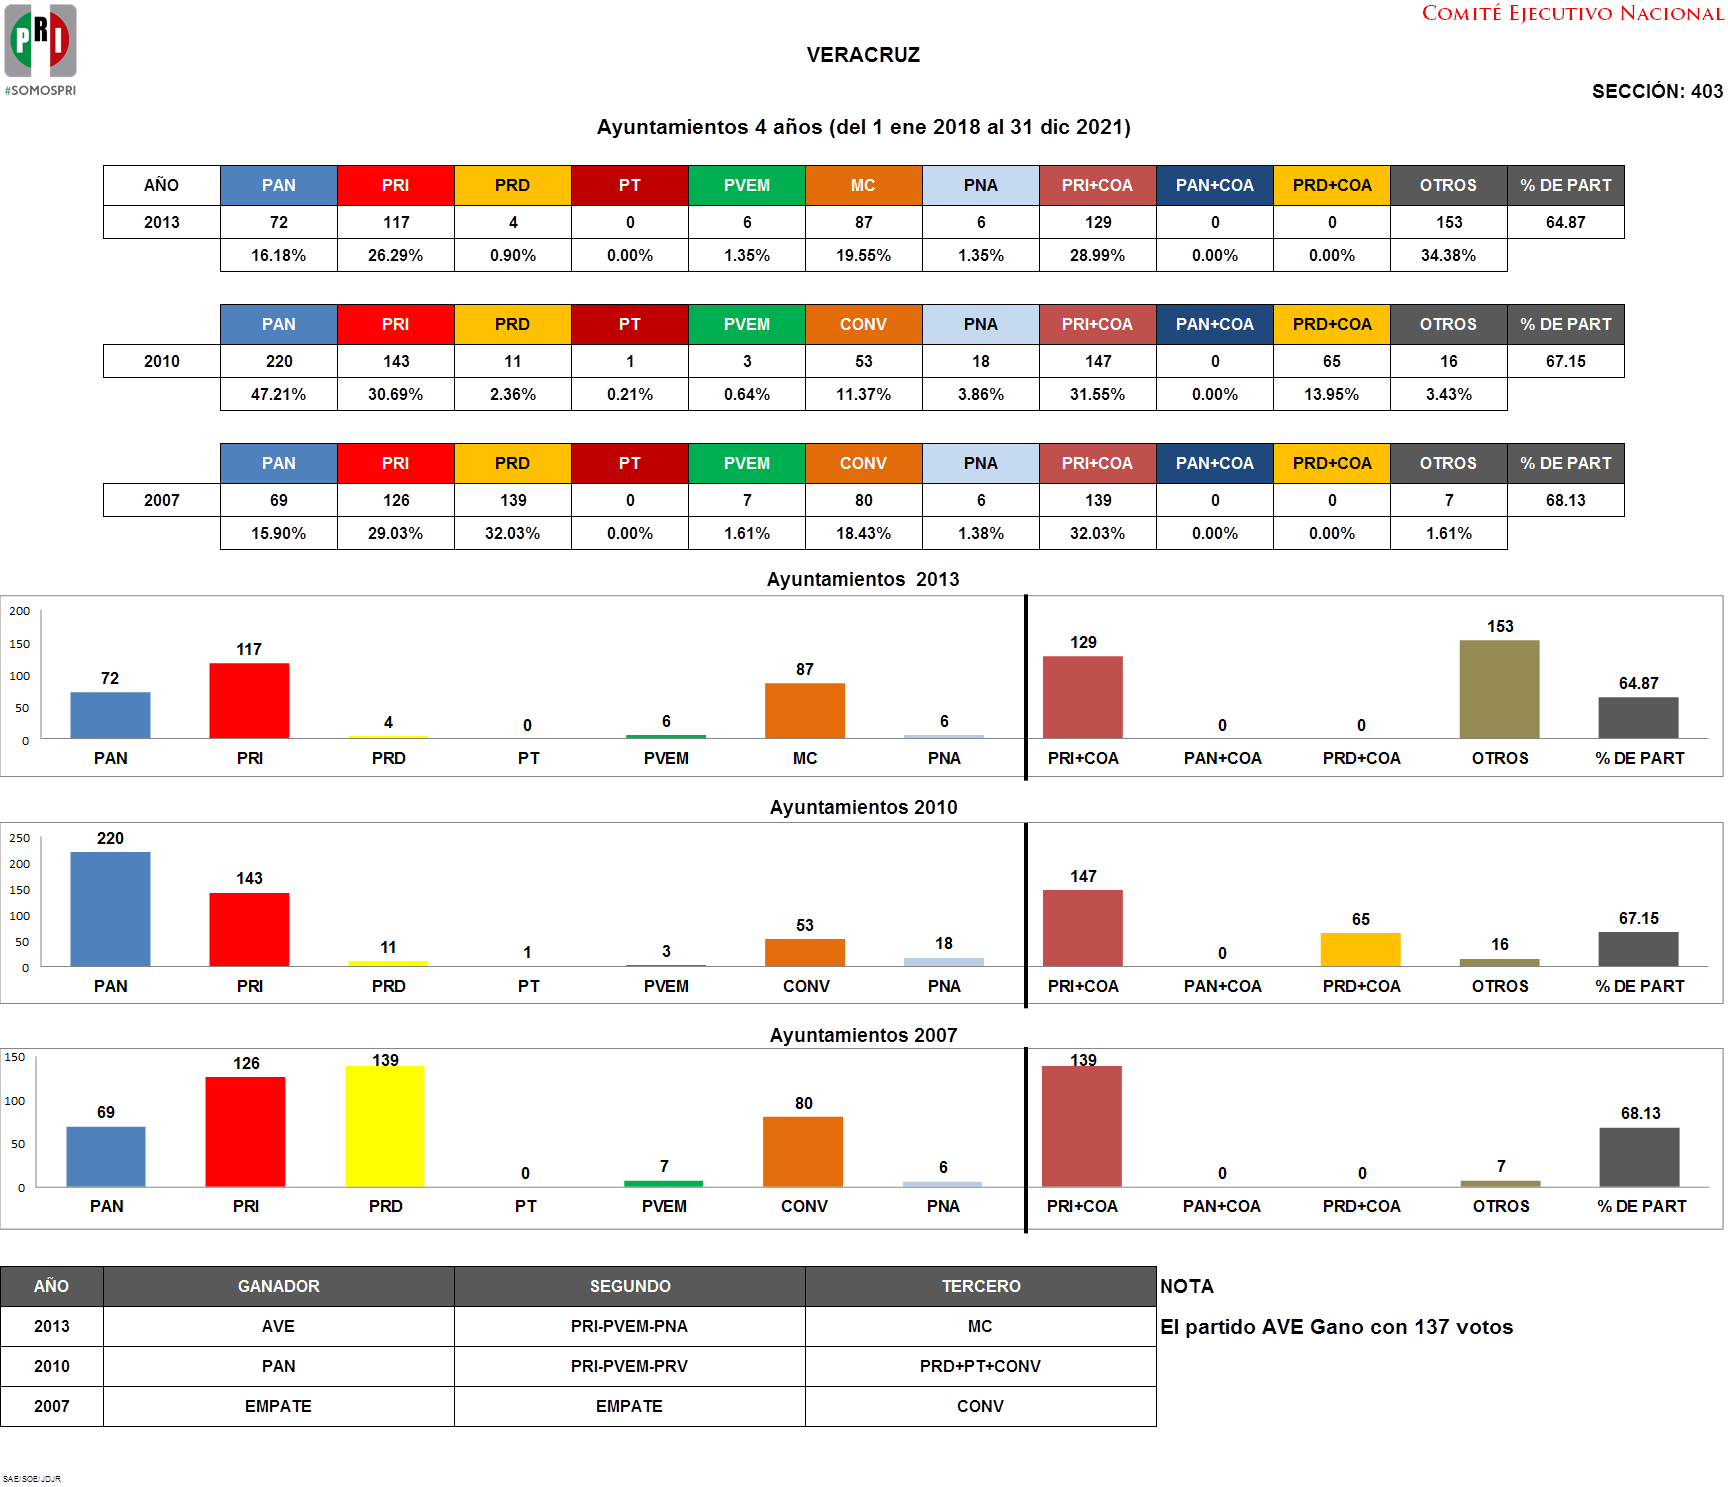 PRI
#SOMOSPRI
COMITÉ EJECUTIVO NACIONAL
VERACRUZ
SECCIÓN: 403
Ayuntamientos 4 años (del 1 ene 2018 al 31 dic 2021)
AÑO PAN PRI PRD PT PVEM MC PNA PRI+COA PAN+COA PRD+COA OTROS % DE PART
2013 72 117 4 0 6 87 6 129 0 0 153 64.87
16.18% 26.29% 0.90% 0.00% 1.35% 19.55% 1.35% 28.99% 0.00% 0.00% 34.38%
PAN PRI PRD PT PVEM CONV PNA PRI+COA PAN+COA PRD+COA OTROS % DE PART
2010 220 143 11 1 3 53 18 147 0 65 16 67.15
47.21% 30.69% 2.36% 0.21% 0.64% 11.37% 3.86% 31.55% 0.00% 13.95% 3.43%
PAN PRI PRD PT PVEM CONV PNA PRI+COA PAN+COA PRD+COA OTROS % DE PART
2007 69 126 139 0 7 80 6 139 0 0 7 68.13
15.90% 29.03% 32.03% 0.00% 1.61% 18.43% 1.38% 32.03% 0.00% 0.00% 1.61%
Ayuntamientos 2013
200
150
100
50
0
72 117 4 0 6 87 6 129 0 0 153 64.87
PAN PRI PRD PT PVEM MC PNA PRI+COA PAN+COA PRD+COA OTROS % DE PART
Ayuntamientos 2010
250
200
150
100
50
0
220 143 11 1 3 53 18 147 0 65 16 67.15
PAN PRI PRD PT PVEM CONV PNA PRI+COA PAN+COA PRD+COA OTROS % DE PART
Ayuntamientos 2007
150
100
50
0
69 126 139 0 7 80 6 139 0 0 7 68.13
PAN PRI PRD PT PVEM CONV PNA PRI+COA PAN+COA PRD+COA OTROS % DE PART
AÑO GANADOR SEGUNDO TERCERO NOTA
2013 AVE PRI-PVEM-PNA MC El partido AVE Gano con 137 votos
2010 PAN PRI-PVEM-PRV PRD+PT+CONV
2007 EMPATE EMPATE CONV
SAE/SOE/JDJR